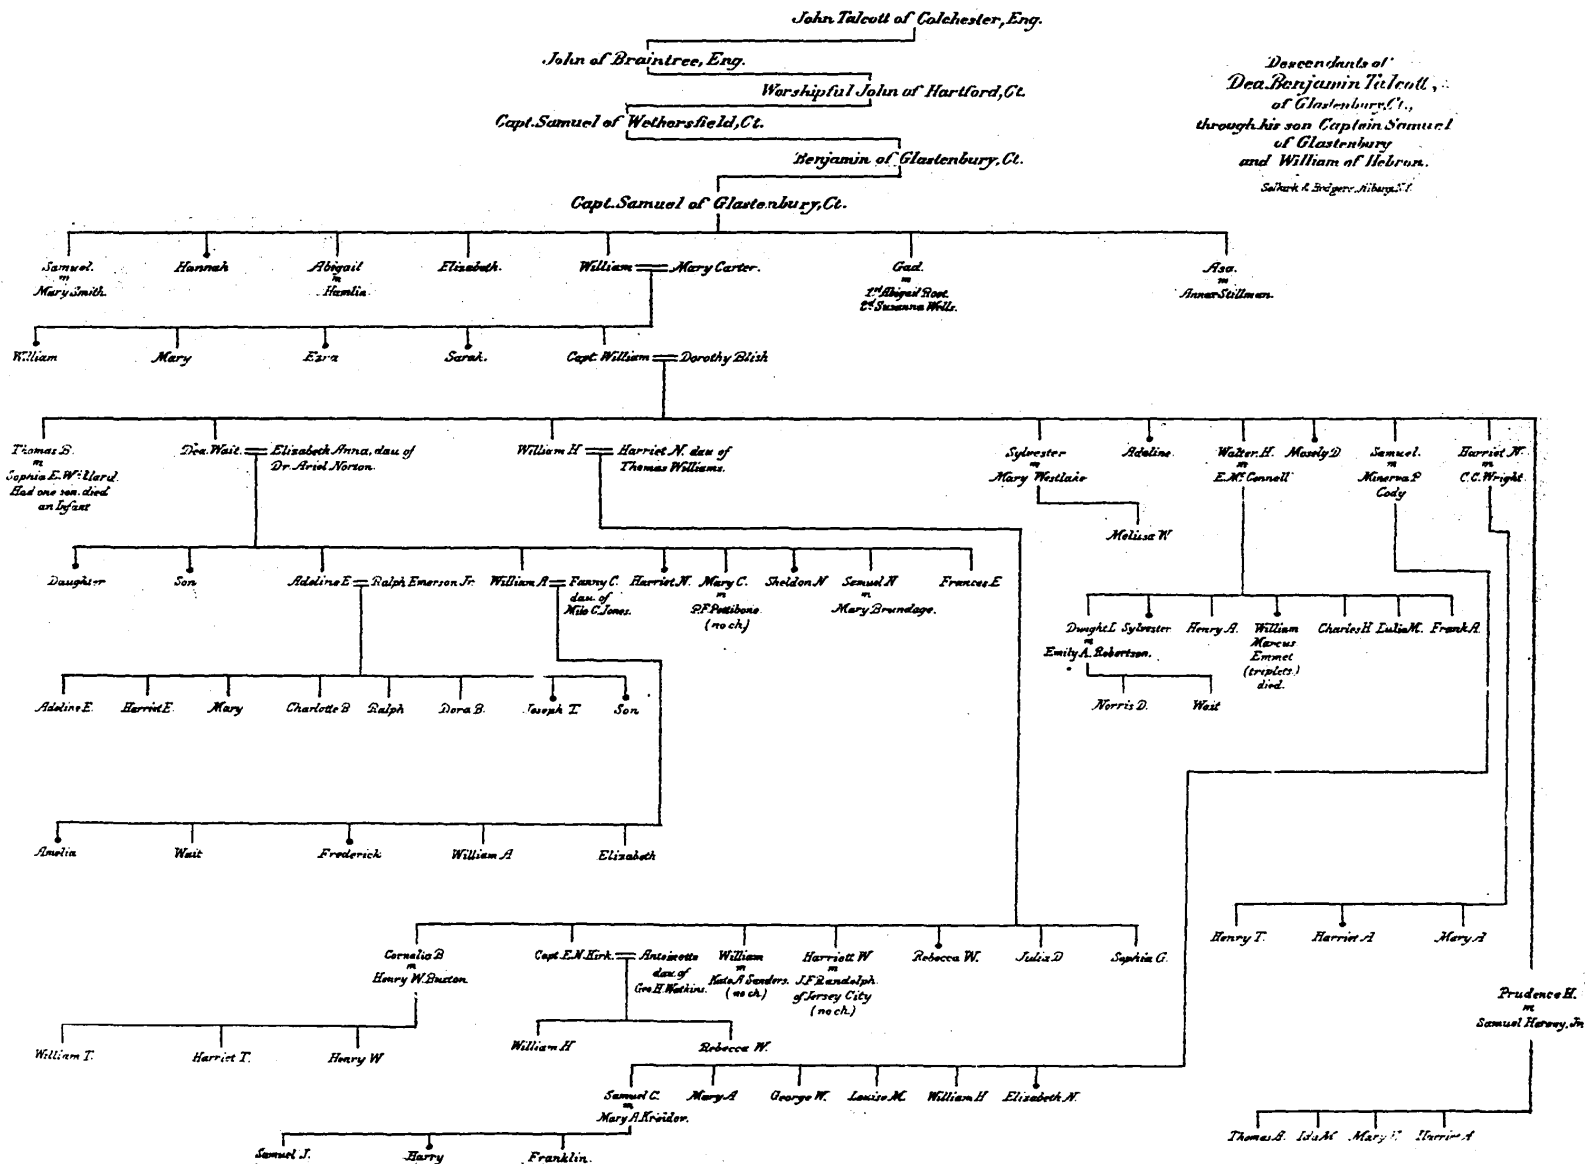 John Talcott of Colchester, Eng.
John of Braintree, Eng.
Worshipful John of Hartford, Ct.
Capt. Samuel of Wethersfield, Ct.
Benjamin of Glastenbury, Ct.
Capt. Samuel of Glastenbury, Ct.
Descendants of
Dea. Benjamin Talcott,
of Glastenbury, Ct.,
through his son Captain Samuel
of Glastenbury
and William of Hebron.
Samuel.
m
Mary Smith.
Hannah
Abigail
m
Hamlin
Elizabeth.
William
Mary Carter.
Gad.
m
1st Abigail Root.
2d Susanna Wells.
Asa.
m
Anna Stillman.
William
Mary
Ezra
Sarah.
Capt. William
Dorothy Blish
Thomas B.
m
Sophia E. Willard.
Had one son, died
an Infant
Dea. Wait.
Elizabeth Anna, dau of
Dr. Ariel Norton.
William H
Harriet N. dau of
Thomas Williams.
Sylvester
m
Mary Westlake
Adeline.
Walter H.
m
E. Mc Connell
Mosely D
Samuel.
m
Minerva P
Cody
Harriet N.
m
C.C. Wright.
Melissa W
Daughter
Son
Adeline E
Ralph Emerson Jr.
William A
Fanny C.
dau. of
Milo C. Jones.
Harriet N.
Mary C.
m
P.F. Pettibone
(no ch)
Sheldon N
Samuel N
m
Mary Brundage.
Frances E
Dwight L
m
Emily A. Robertson.
Sylvester
Henry A.
William
Marcus
Emmet
(triplets)
died.
Charles H
Lulia M.
Frank A.
Norris D.
Wait
Adeline E.
Harriet E.
Mary
Charlotte B
Ralph
Dora B.
Joseph T.
Son
Amelia
Wait
Frederick
William A
Elizabeth
Henry T.
Harriet A
Mary A
Cornelia B
m
Henry W. Buxton
Capt. E.N. Kirk.
Antoinette
dau. of
Geo H. Watkins.
William
m
Kate A Sanders.
(no ch)
Harriett W
m
J.F. Randolph
of Jersey City
(no ch.)
Rebecca W.
Julia D
Sophia G.
Prudence H.
m
Samuel Harvey, Jn
William T.
Harriet T.
Henry W
William H
Rebecca W.
Samuel C.
m
Mary A. Kreider.
Mary A
George W.
Louise M.
William H
Elizabeth N.
Thomas A.
Ida M
Mary
Harriet A
Samuel J.
Harry
Franklin.